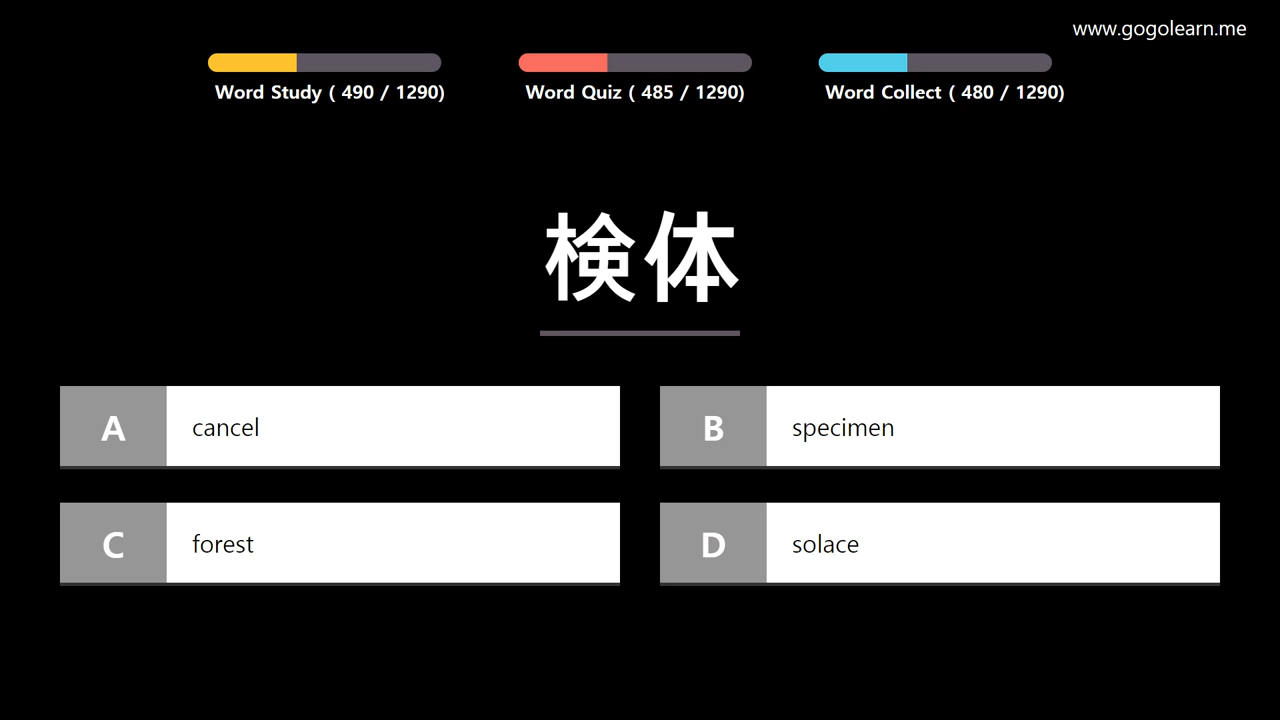 www.gogolearn.me
Word Study ( 490 / 1290)
Word Quiz ( 485 / 1290)
Word Collect ( 480 / 1290)
検体
A cancel
B specimen
C forest
D solace